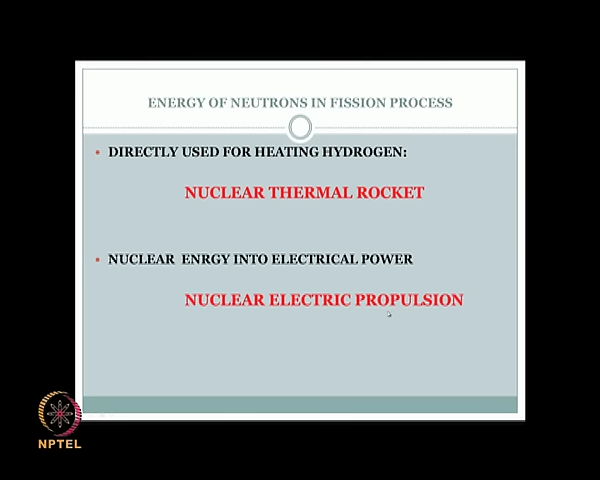 ENERGY OF NEUTRONS IN FISSION PROCESS
• DIRECTLY USED FOR HEATING HYDROGEN:
NUCLEAR THERMAL ROCKET
• NUCLEAR ENRGY INTO ELECTRICAL POWER
NUCLEAR ELECTRIC PROPULSION
NPTEL